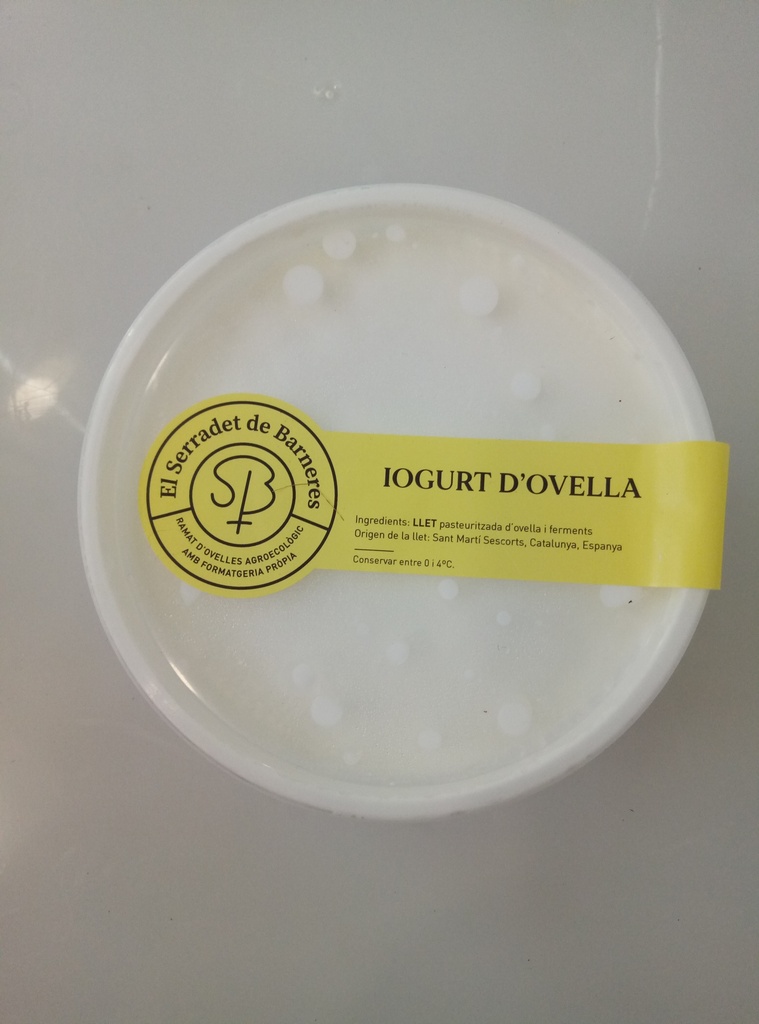 El Serradet de Barneres
SB
RAMAT D'OVELLES AGROECOLÒGIC
AMB FORMATGERIA PRÒPIA
IOGURT D'OVELLA
Ingredients: LLET pasteuritzada d'ovella i ferments
Origen de la llet: Sant Martí Sescorts, Catalunya, Espanya
Conservar entre 0 i 4ºC.